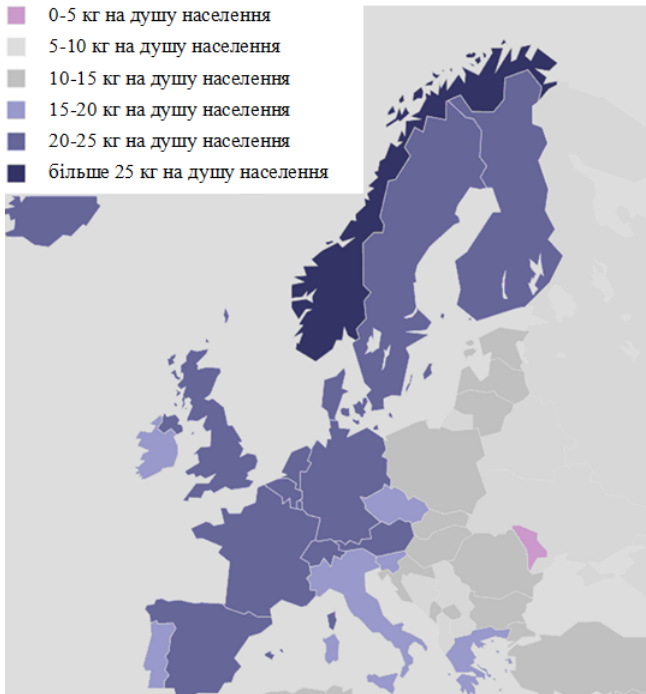 0-5 кг на душу населення
5-10 кг на душу населення
10-15 кг на душу населення
15-20 кг на душу населення
20-25 кг на душу населення
більше 25 кг на душу населення